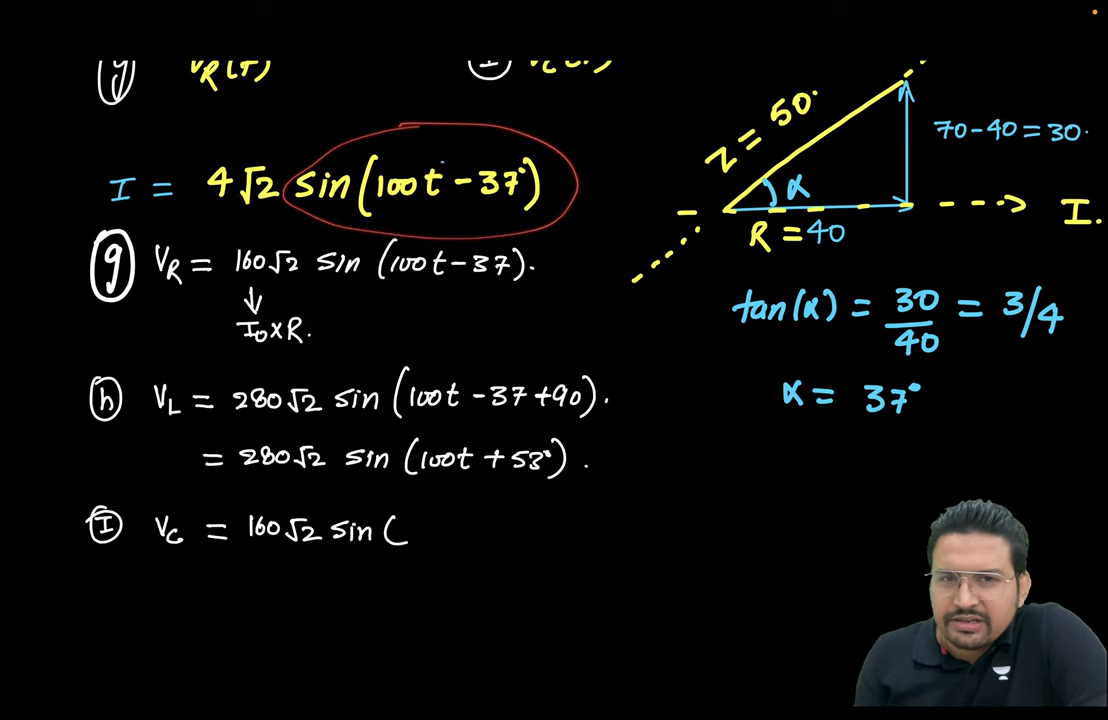 I = 4√2 sin(100t - 37°)
(g) V_R = 160√2 sin (100t - 37).
↓
I₀ x R.
(h) V_L = 280√2 sin (100t - 37 + 90).
= 280√2 sin (100t + 53°).
(I) V_C = 160√2 sin (
Z = 50.
70 - 40 = 30.
α
R = 40
I.
tan(α) = 30/40 = 3/4
α = 37°